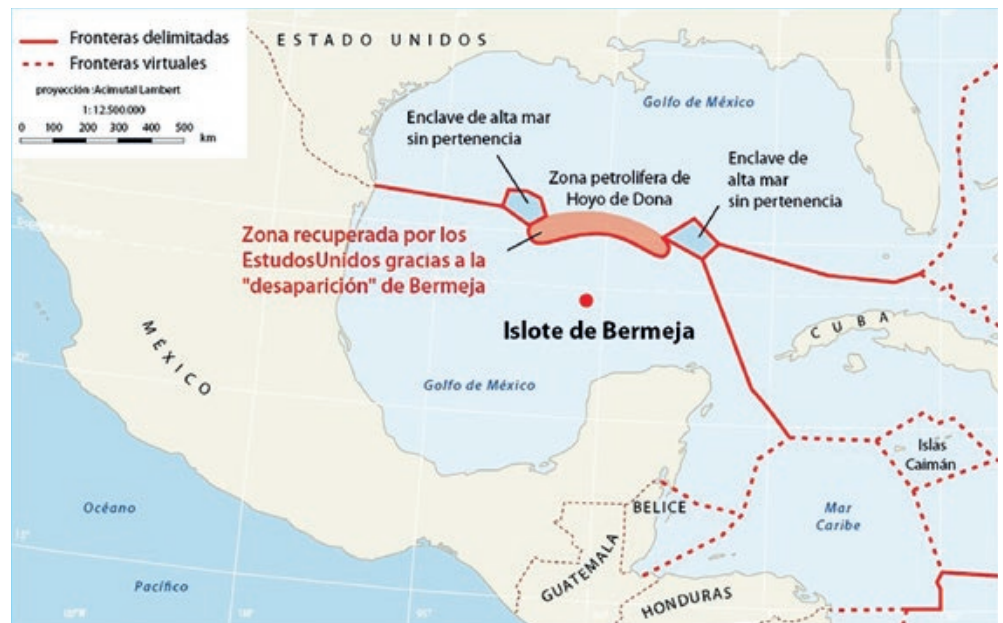 Fronteras delimitadas
Fronteras virtuales
proyección :Acimutal Lambert
1: 12.500.000
0 100 200 300 400 500
km
ESTADO UNIDOS
Golfo de México
Enclave de alta mar
sin pertenencia
Enclave de
alta mar
sin pertenencia
Zona petrolífera de
Hoyo de Dona
Zona recuperada por los
EstudosUnidos gracias a la
"desaparición" de Bermeja
Islote de Bermeja
MÉXICO
CUBA
Golfo de México
Islas
Caimán
BELICE
Océano
Mar
Caribe
GUATEMALA
Pacífico
HONDURAS